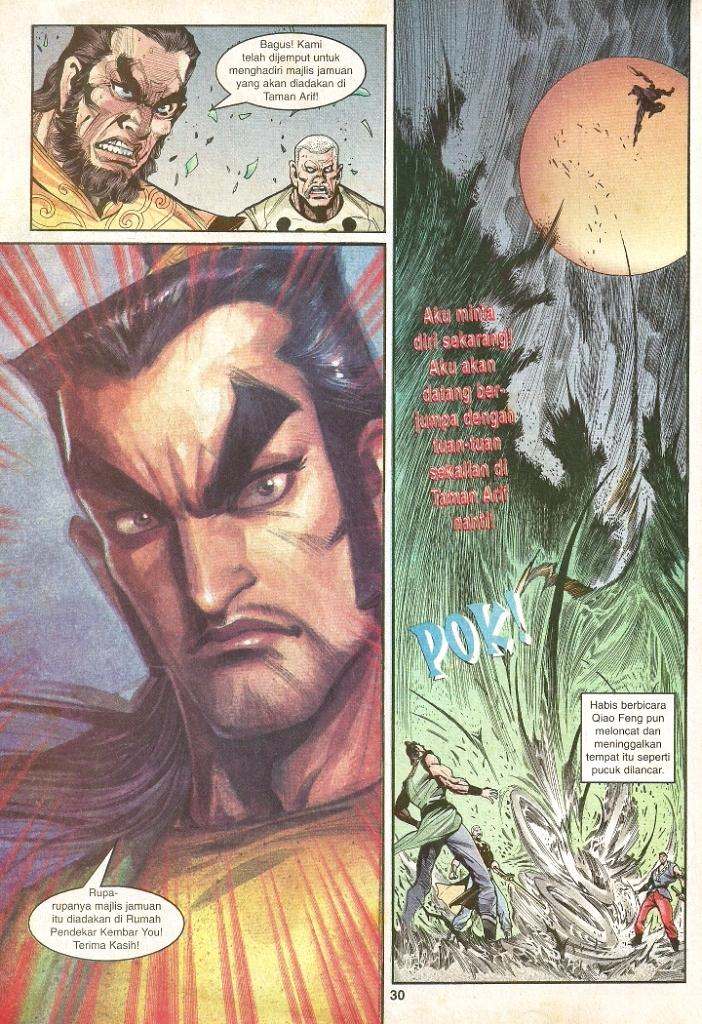 Bagus! Kami
telah dijemput untuk
menghadiri majlis jamuan
yang akan diadakan di
Taman Arif!
Rupa-
rupanya majlis jamuan
itu diadakan di Rumah
Pendekar Kembar You!
Terima Kasih!
Aku minta
diri sekarang!
Aku akan
datang ber-
jumpa dengan
tuan-tuan
sekalian di
Taman Arif
nanti!
POK!
Habis berbicara
Qiao Feng pun
meloncat dan
meninggalkan
tempat itu seperti
pucuk dilancar.
30